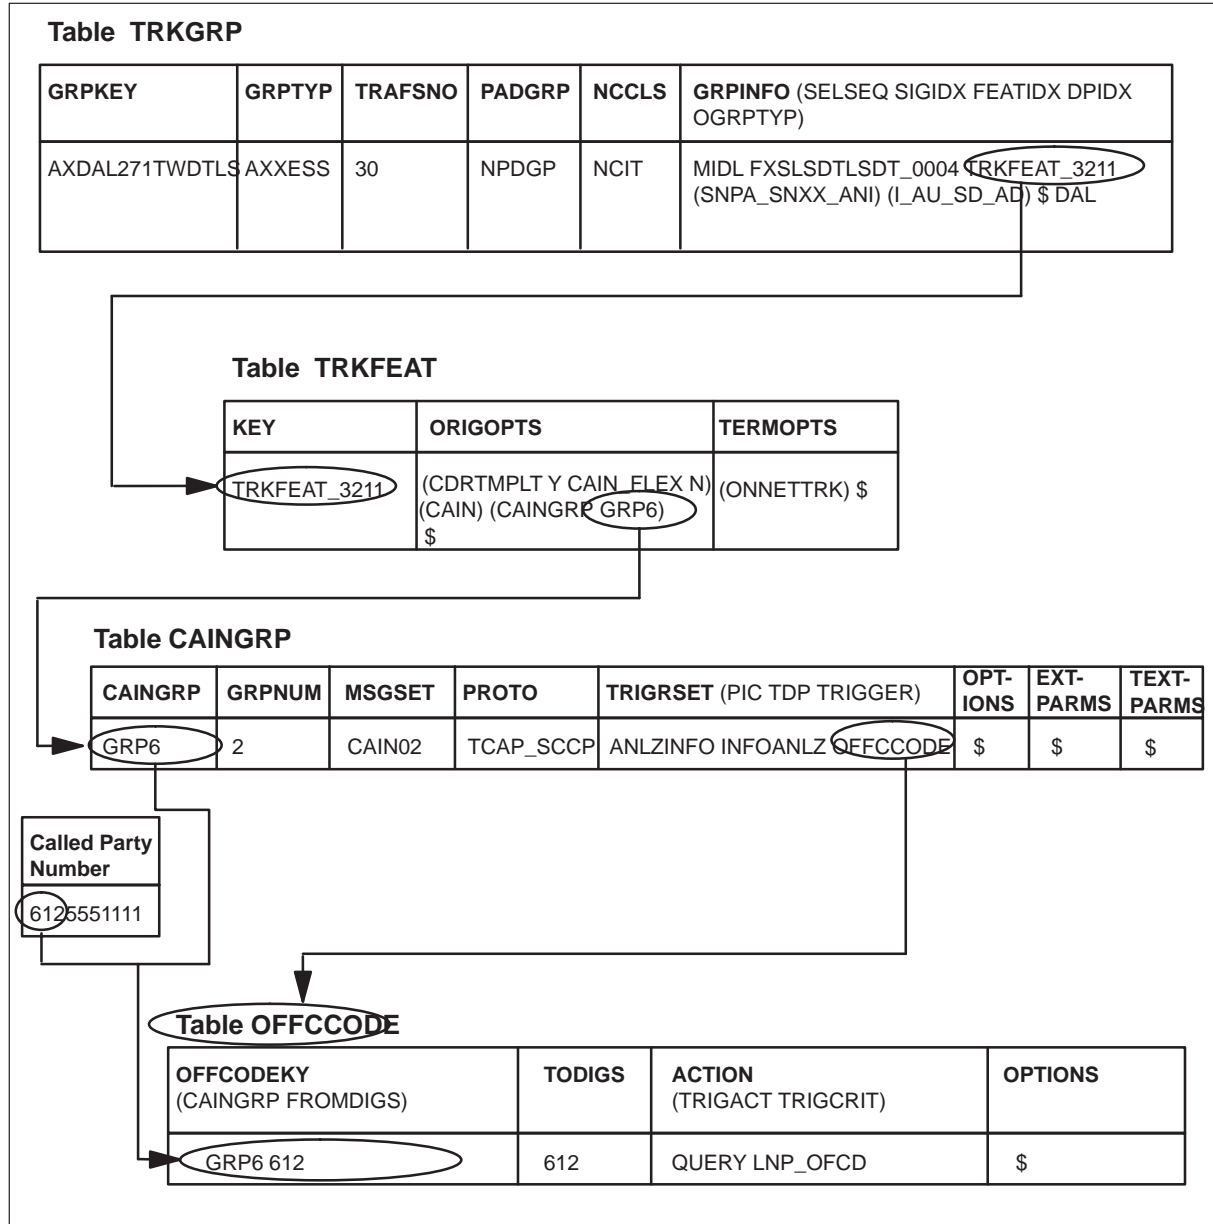 Table TRKGRP
GRPKEY GRPTYP TRAFSNO PADGRP NCCLS GRPINFO (SELSEQ SIGIDX FEATIDX DPIDX
OGRPTYP)
AXDAL271TWDTLS AXXESS 30 NPDGP NCIT MIDL FXSLSDTLSDT_0004 TRKFEAT_3211
(SNPA_SNXX_ANI) (I_AU_SD_AD) $ DAL
Table TRKFEAT
KEY ORIGOPTS TERMOPTS
TRKFEAT_3211 (CDRTMPLT Y CAIN_FLEX N) (ONNETTRK) $
(CAIN) (CAINGRP GRP6)
$
Table CAINGRP
CAINGRP GRPNUM MSGSET PROTO TRIGRSET (PIC TDP TRIGGER) OPT- EXT- TEXT-
IONS PARMS PARMS
GRP6 2 CAIN02 TCAP_SCCP ANLZINFO INFOANLZ OFFCCODE $ $ $
Called Party
Number
6125551111
Table OFFCCODE
OFFCODEKY TODIGS ACTION OPTIONS
(CAINGRP FROMDIGS) (TRIGACT TRIGCRIT)
GRP6 612 612 QUERY LNP_OFCD $